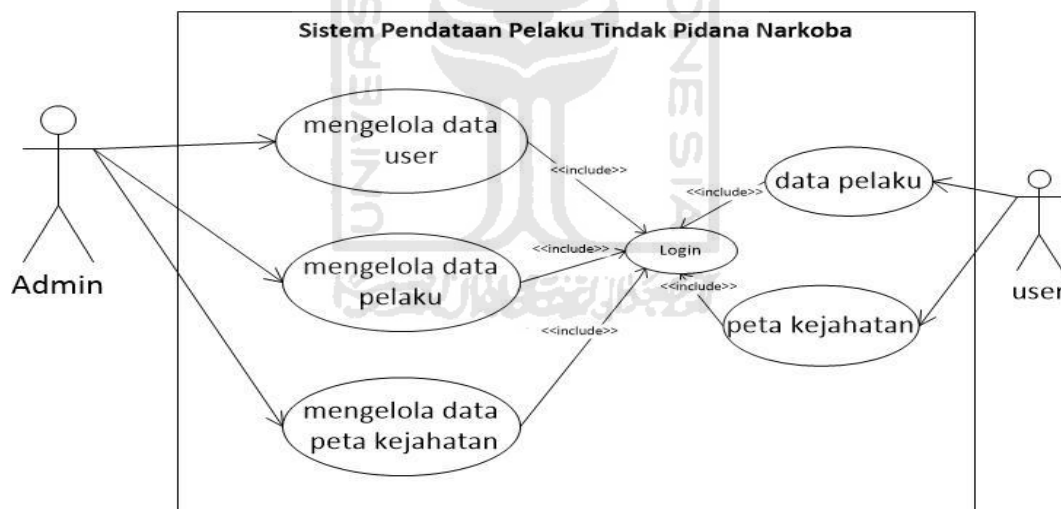 Sistem Pendataan Pelaku Tindak Pidana Narkoba
mengelola data
user
<<include>>
data pelaku
<<include>>
Login
<<include>>
mengelola data
pelaku
Admin
<<include>>
user
peta kejahatan
<<include>>
mengelola data
peta kejahatan